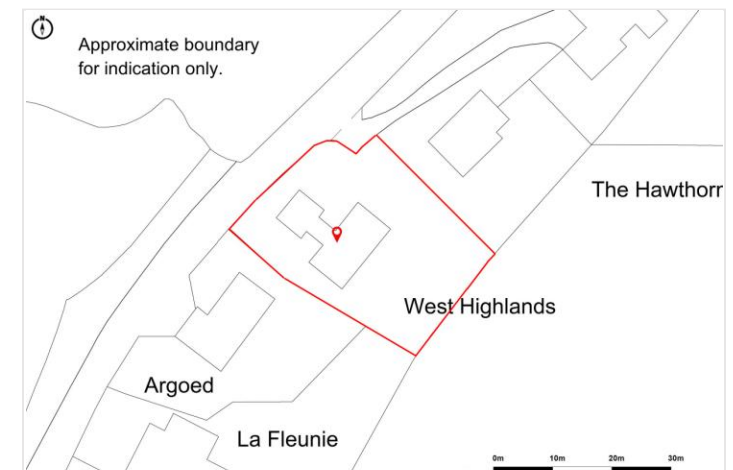 N
Approximate boundary
for indication only.
The Hawthorn
West Highlands
Argoed
La Fleunie
0m 10m 20m 30m